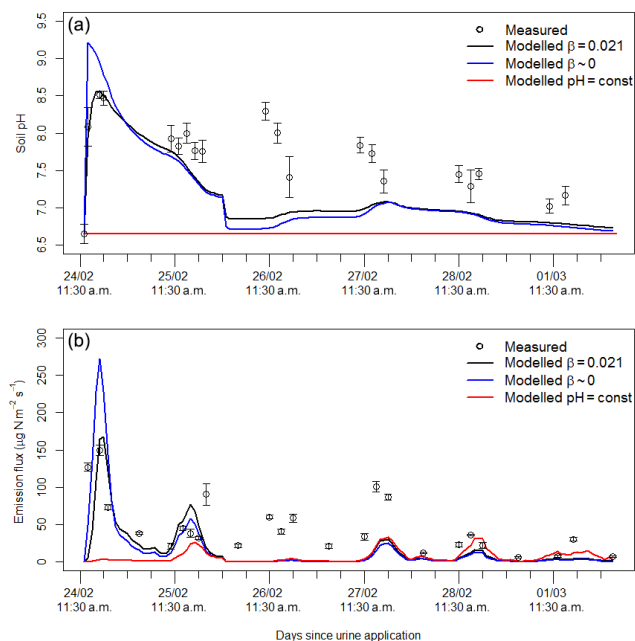 (a)
Soil pH
9.5
9.0
8.5
8.0
7.5
7.0
6.5
Measured
Modelled β = 0.021
Modelled β ~ 0
Modelled pH = const
24/02 25/02 26/02 27/02 28/02 01/03
11:30 a.m. 11:30 a.m. 11:30 a.m. 11:30 a.m. 11:30 a.m. 11:30 a.m.
(b)
Emission flux (µg N m⁻² s⁻¹)
300
250
200
150
100
50
0
Measured
Modelled β = 0.021
Modelled β ~ 0
Modelled pH = const
24/02 25/02 26/02 27/02 28/02 01/03
11:30 a.m. 11:30 a.m. 11:30 a.m. 11:30 a.m. 11:30 a.m. 11:30 a.m.
Days since urine application